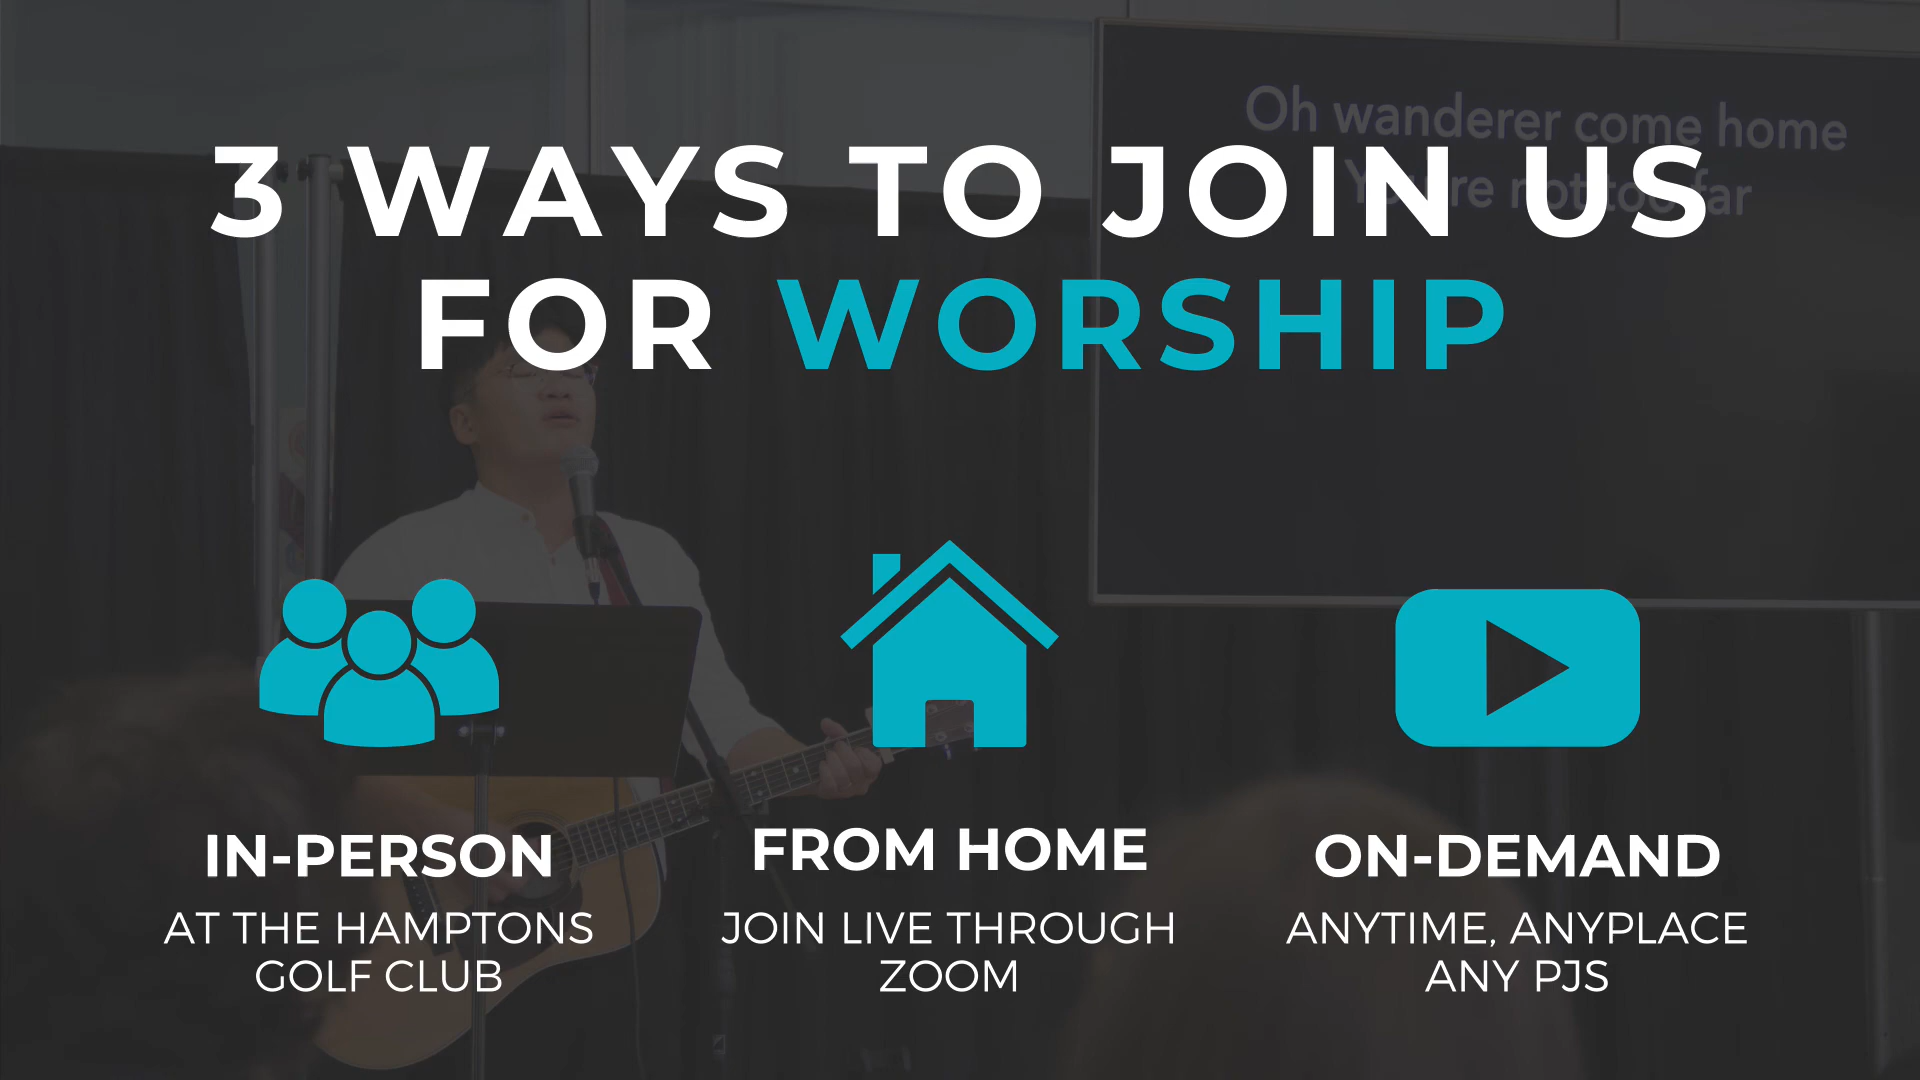 Oh wanderer come home
3 WAYS TO JOIN US
FOR WORSHIP
IN-PERSON
AT THE HAMPTONS
GOLF CLUB
FROM HOME
JOIN LIVE THROUGH
ZOOM
ON-DEMAND
ANYTIME, ANYPLACE
ANY PJS